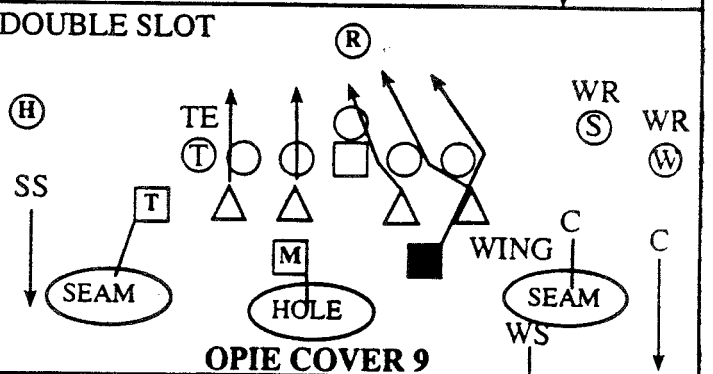 DOUBLE SLOT
R
H
TE
T
WR
S
WR
W
SS
T
M
WING
C
C
SEAM
HOLE
SEAM
WS
OPIE COVER 9